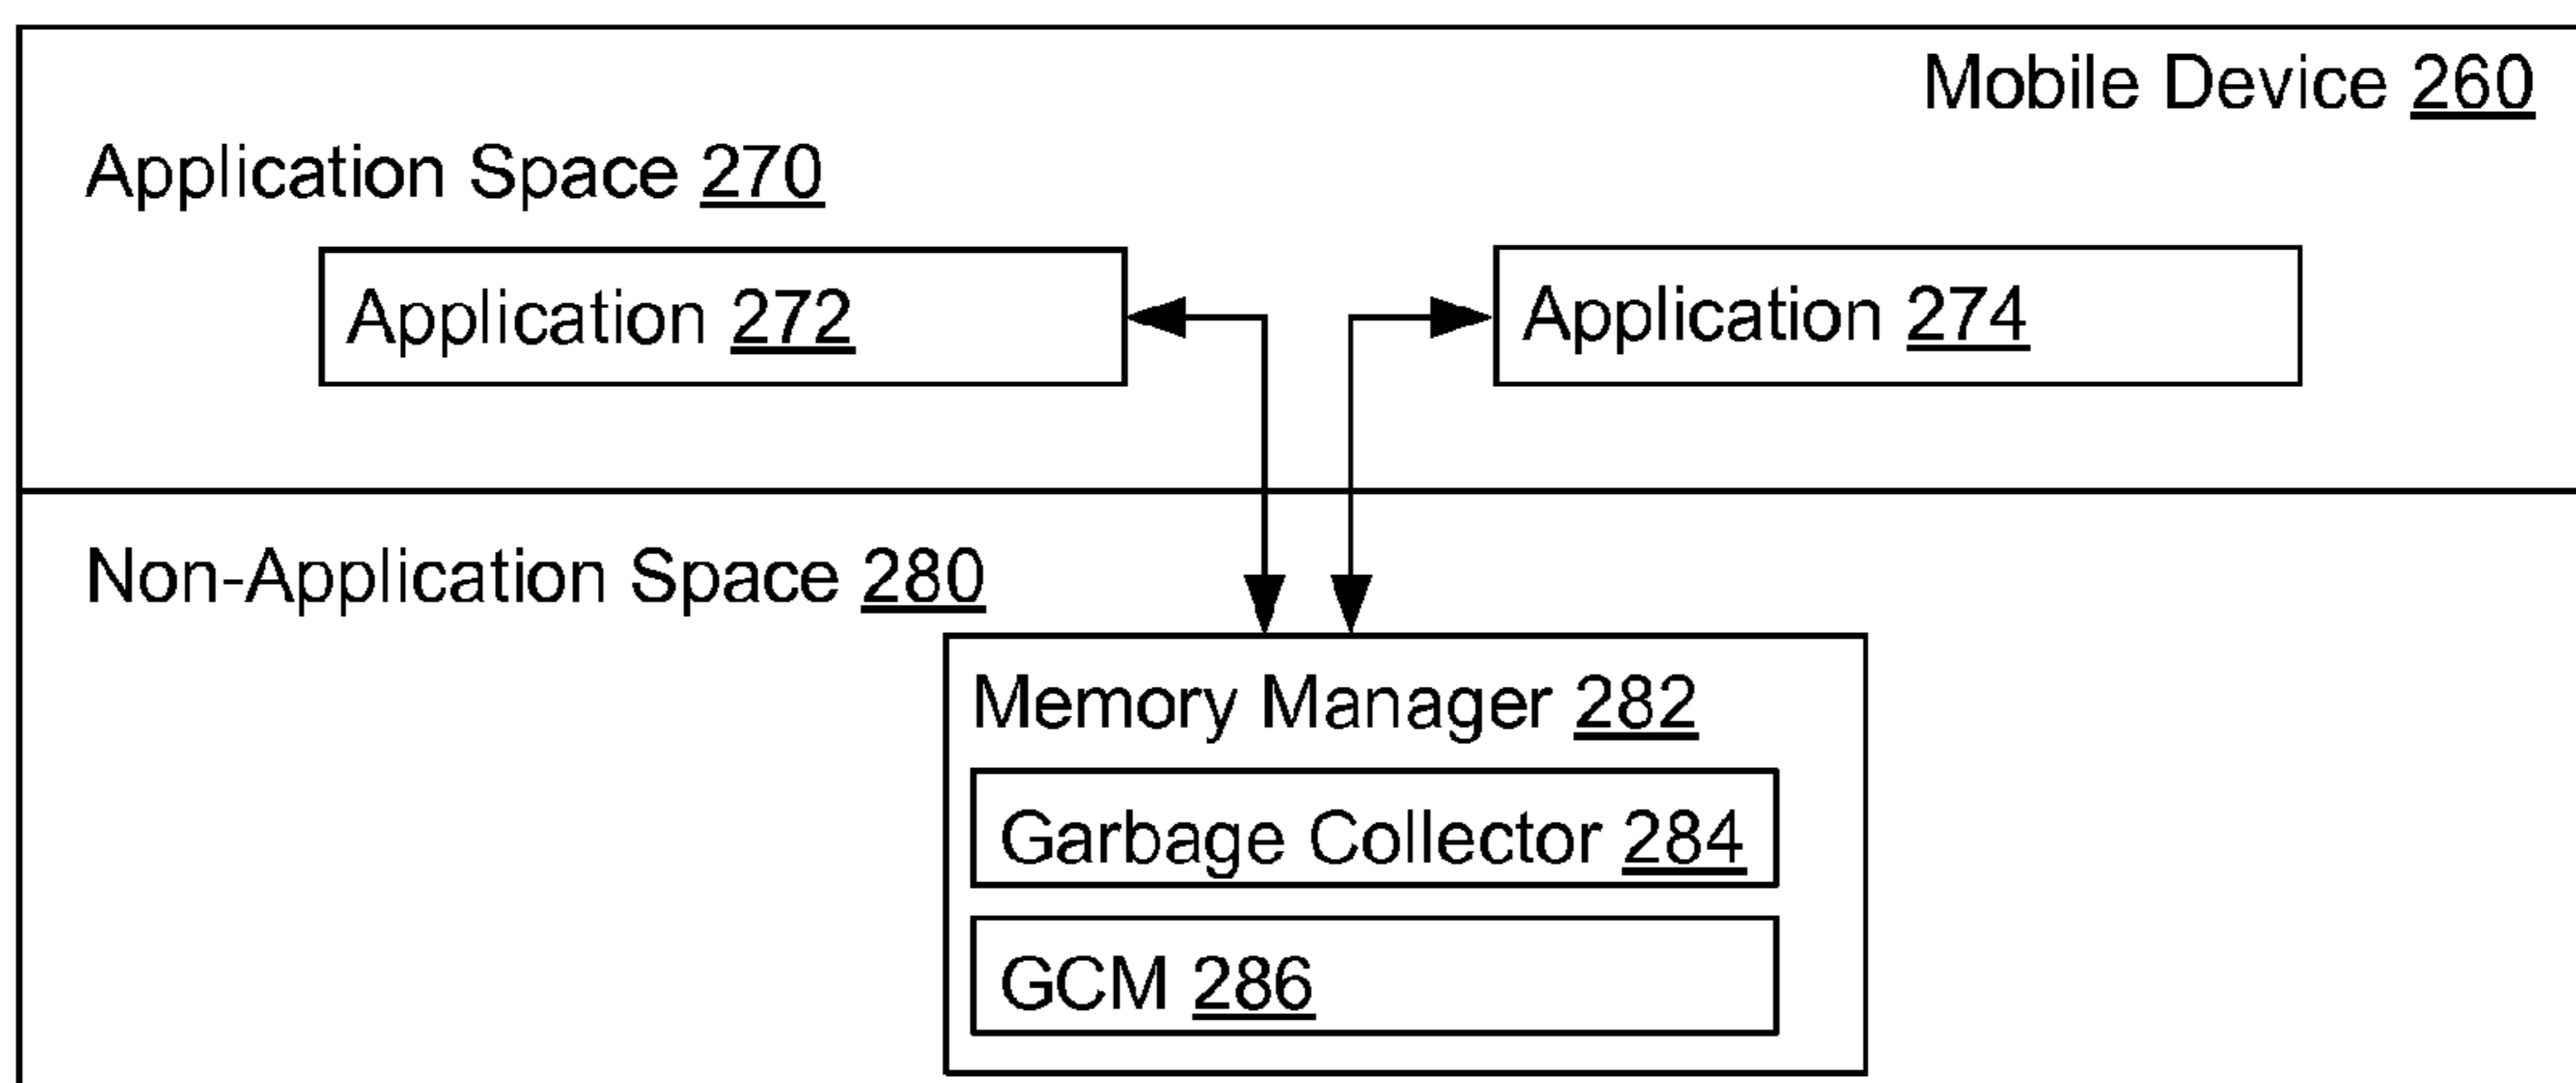 Mobile Device 260
Application Space 270
Application 272
Application 274
Non-Application Space 280
Memory Manager 282
Garbage Collector 284
GCM 286